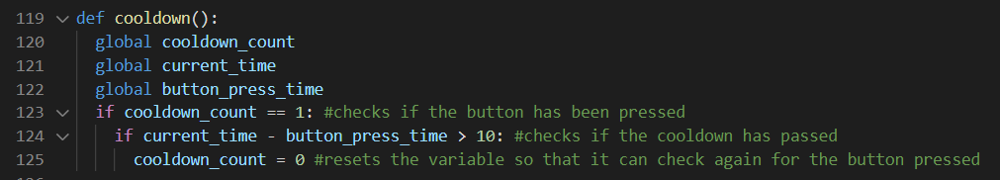 119 def cooldown():
120 global cooldown_count
121 global current_time
122 global button_press_time
123 if cooldown_count == 1: #checks if the button has been pressed
124 if current_time - button_press_time > 10: #checks if the cooldown has passed
125 cooldown_count = 0 #resets the variable so that it can check again for the button pressed